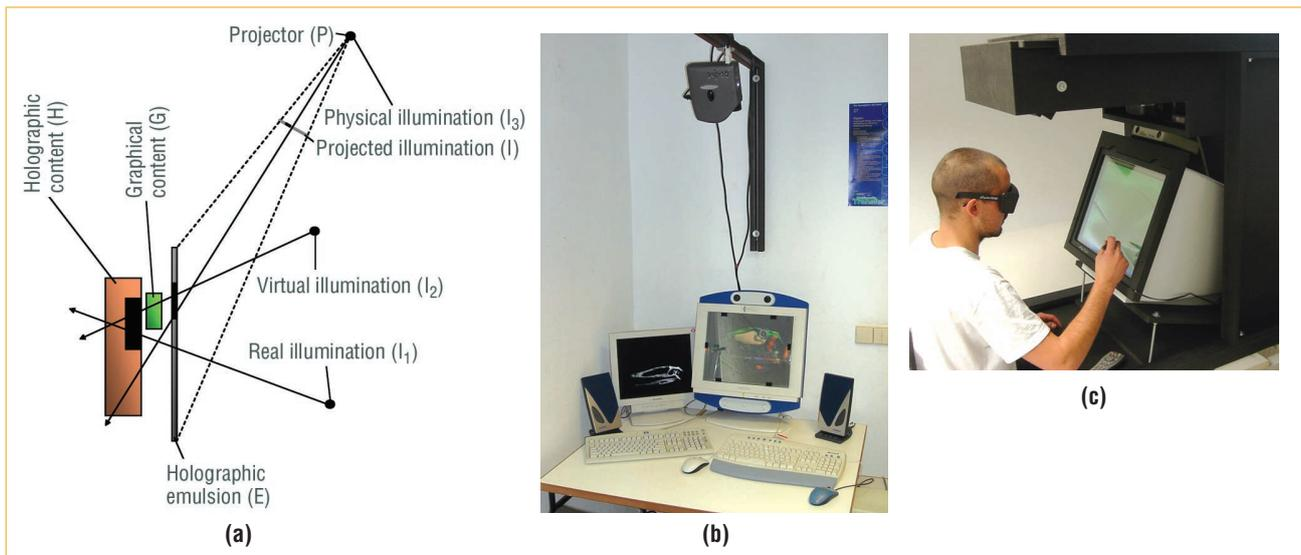 Projector (P)
Physical illumination (I₃)
Projected illumination (I)
Holographic
content (H)
Graphical
content (G)
Virtual illumination (I₂)
Real illumination (I₁)
Holographic
emulsion (E)
(a)
(b)
(c)